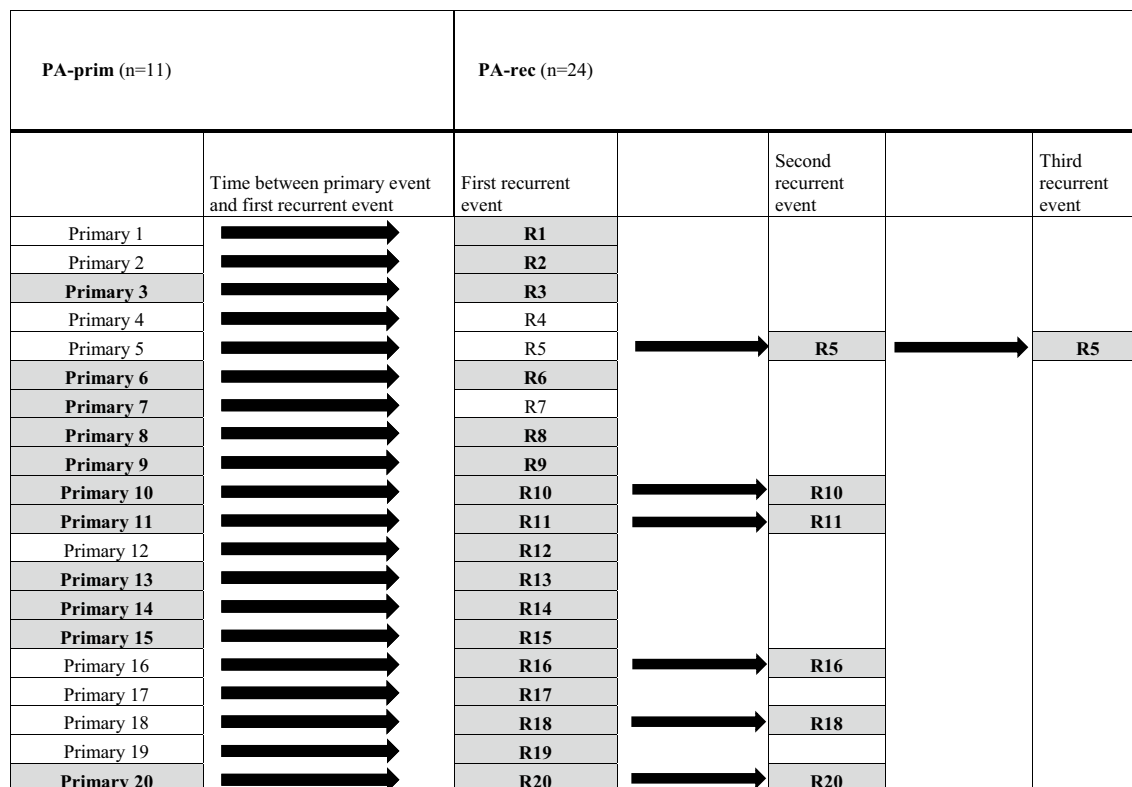 PA-prim (n=11) PA-rec (n=24)
Time between primary event and first recurrent event
First recurrent event
Second recurrent event
Third recurrent event
Primary 1 R1
Primary 2 R2
Primary 3 R3
Primary 4 R4
Primary 5 R5 R5 R5
Primary 6 R6
Primary 7 R7
Primary 8 R8
Primary 9 R9
Primary 10 R10 R10
Primary 11 R11 R11
Primary 12 R12
Primary 13 R13
Primary 14 R14
Primary 15 R15
Primary 16 R16 R16
Primary 17 R17
Primary 18 R18 R18
Primary 19 R19
Primary 20 R20 R20